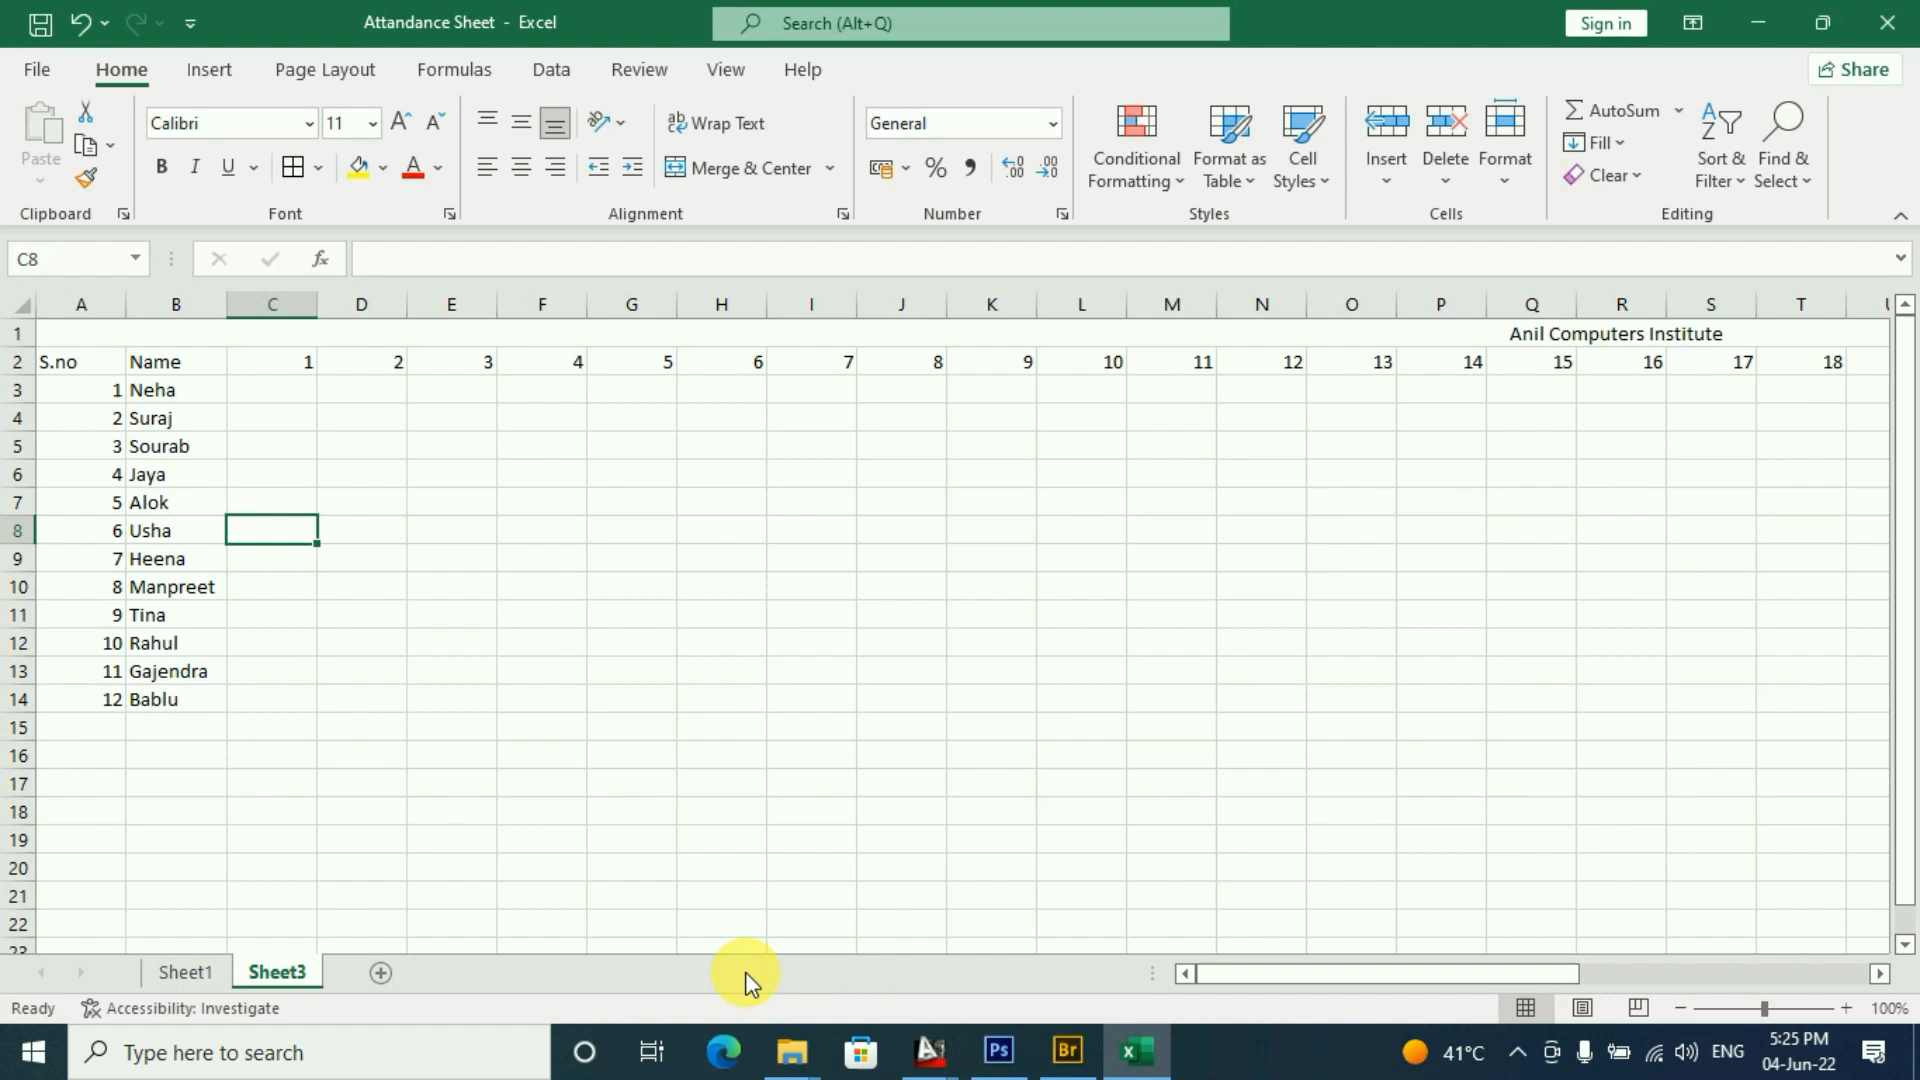 Attandance Sheet - Excel
Search (Alt+Q)
Sign in
File Home Insert Page Layout Formulas Data Review View Help
Share
Calibri 11
Wrap Text
General
AutoSum
Fill
Clear
Paste
B I U
Merge & Center
Conditional Formatting
Format as Table
Cell Styles
Insert Delete Format
Sort & Filter
Find & Select
Clipboard Font Alignment Number Styles Cells Editing
C8
fx
A B C D E F G H I J K L M N O P Q R S T
1 Anil Computers Institute
2 S.no Name 1 2 3 4 5 6 7 8 9 10 11 12 13 14 15 16 17 18
3 1 Neha
4 2 Suraj
5 3 Sourab
6 4 Jaya
7 5 Alok
8 6 Usha
9 7 Heena
10 8 Manpreet
11 9 Tina
12 10 Rahul
13 11 Gajendra
14 12 Bablu
15
16
17
18
19
20
21
22
23
Sheet1 Sheet3
Ready Accessibility: Investigate
100%
Type here to search
Ps
Br
41°C
ENG
5:25 PM
04-Jun-22